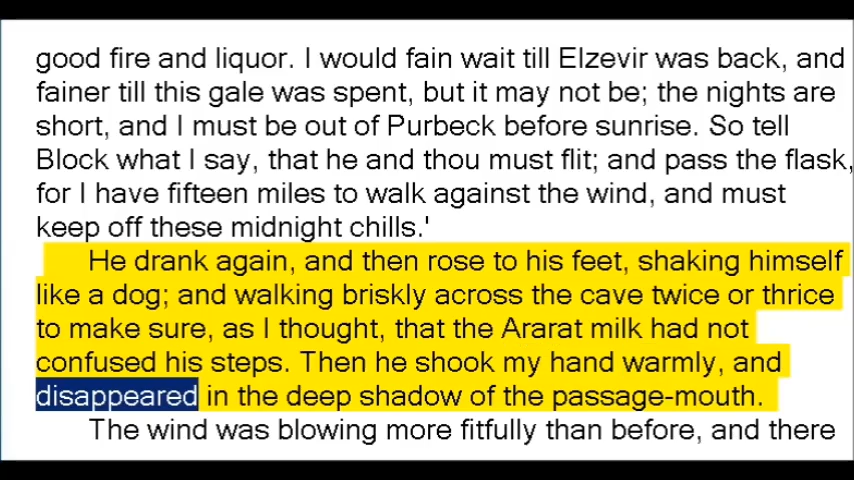 good fire and liquor. I would fain wait till Elzevir was back, and
fainer till this gale was spent, but it may not be; the nights are
short, and I must be out of Purbeck before sunrise. So tell
Block what I say, that he and thou must flit; and pass the flask,
for I have fifteen miles to walk against the wind, and must
keep off these midnight chills.'
He drank again, and then rose to his feet, shaking himself
like a dog; and walking briskly across the cave twice or thrice
to make sure, as I thought, that the Ararat milk had not
confused his steps. Then he shook my hand warmly, and
disappeared in the deep shadow of the passage-mouth.
The wind was blowing more fitfully than before, and there